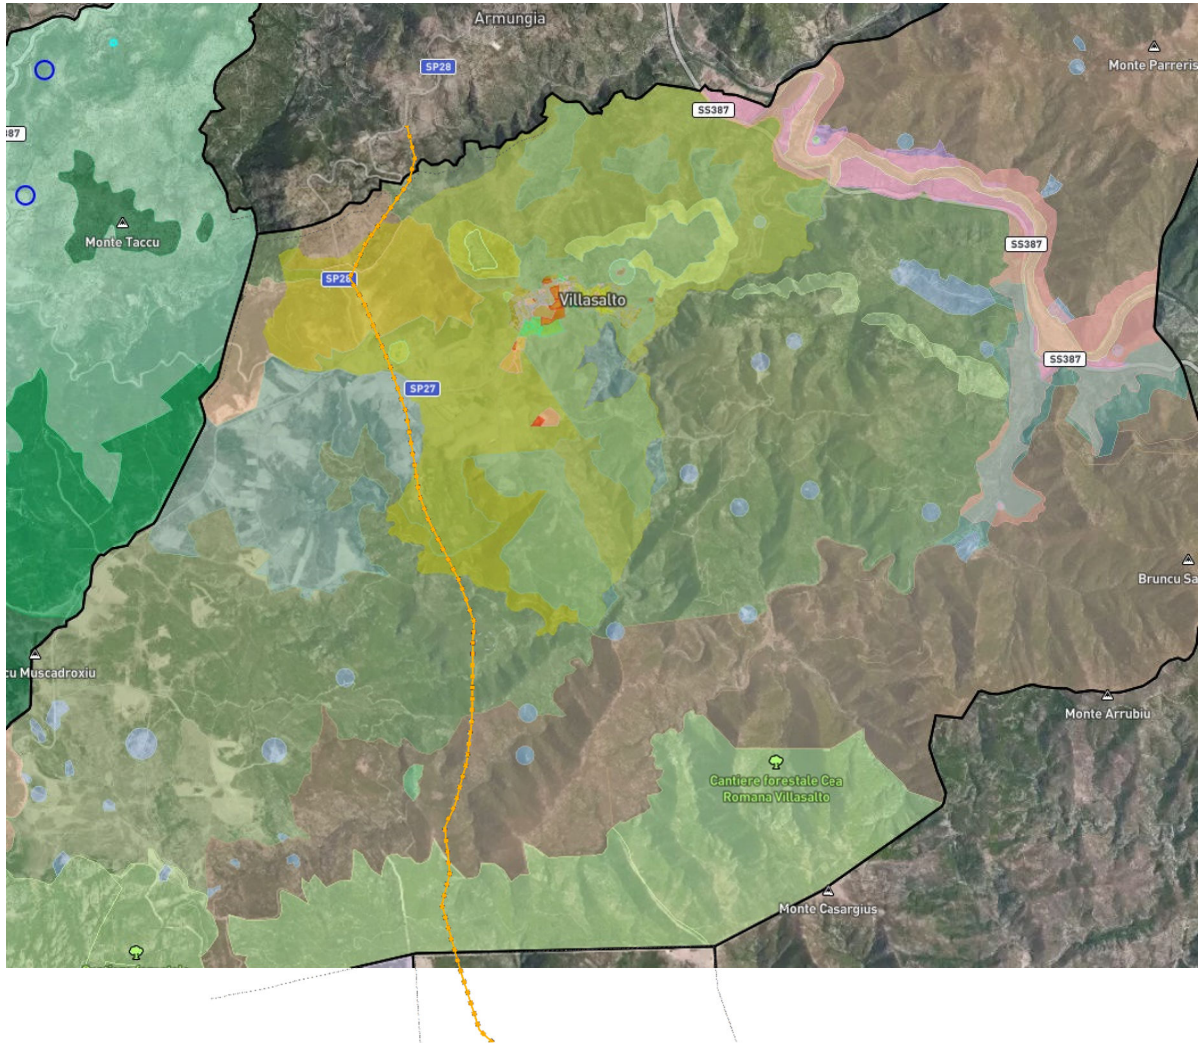 Armungia
SP28
Monte Parreris
SS387
387
Monte Taccu
SS387
SP28
Villasalto
SS387
SP27
Bruncu Sa
cu Muscadroxiu
Monte Arrubiu
Cantiere forestale Cea
Romana Villasalto
Monte Casargius